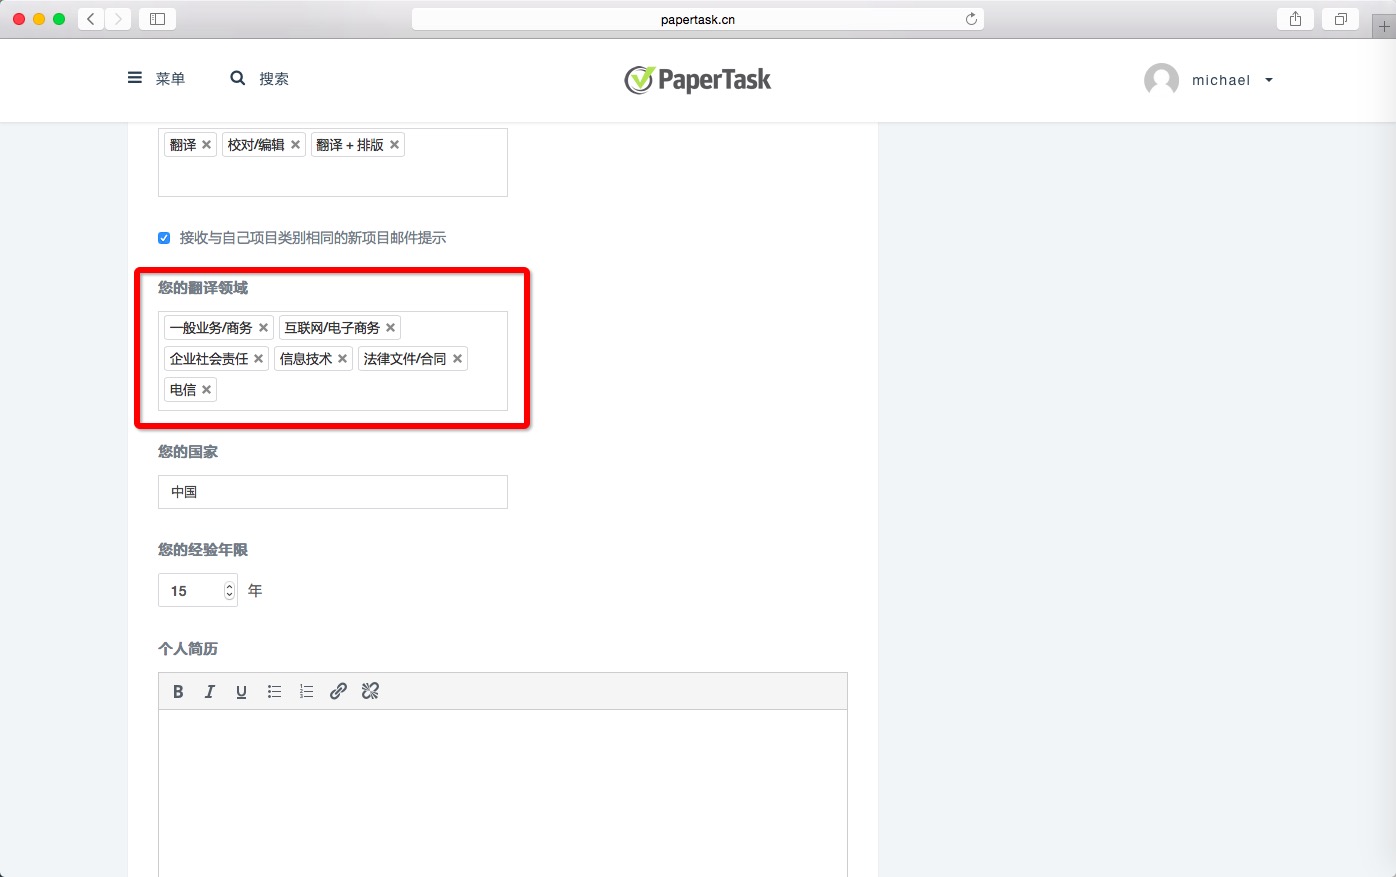 papertask.cn
菜单 搜索 PaperTask michael
翻译 × 校对/编辑 × 翻译 + 排版 ×
接收与自己项目类别相同的新项目邮件提示
您的翻译领域
一般业务/商务 × 互联网/电子商务 ×
企业社会责任 × 信息技术 × 法律文件/合同 ×
电信 ×
您的国家
中国
您的经验年限
15 年
个人简历
B I U